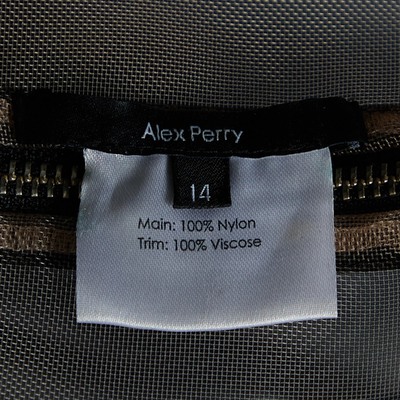 Alex Perry
14
Main: 100% Nylon
Trim: 100% Viscose